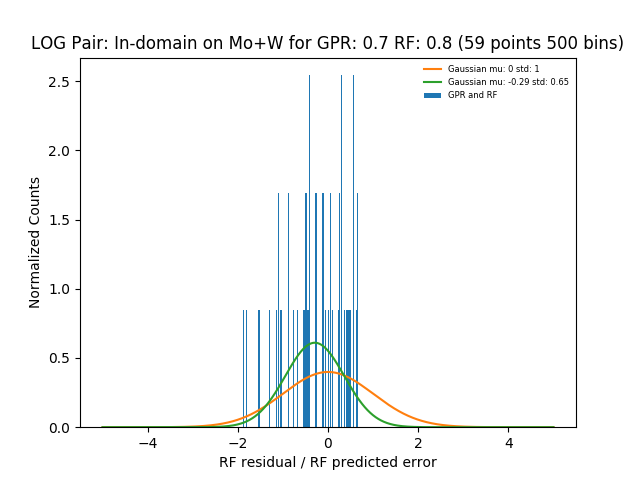 LOG Pair: In-domain on Mo+W for GPR: 0.7 RF: 0.8 (59 points 500 bins)
Gaussian mu: 0 std: 1
Gaussian mu: -0.29 std: 0.65
GPR and RF
Normalized Counts
2.5
2.0
1.5
1.0
0.5
0.0
−4 −2 0 2 4
RF residual / RF predicted error